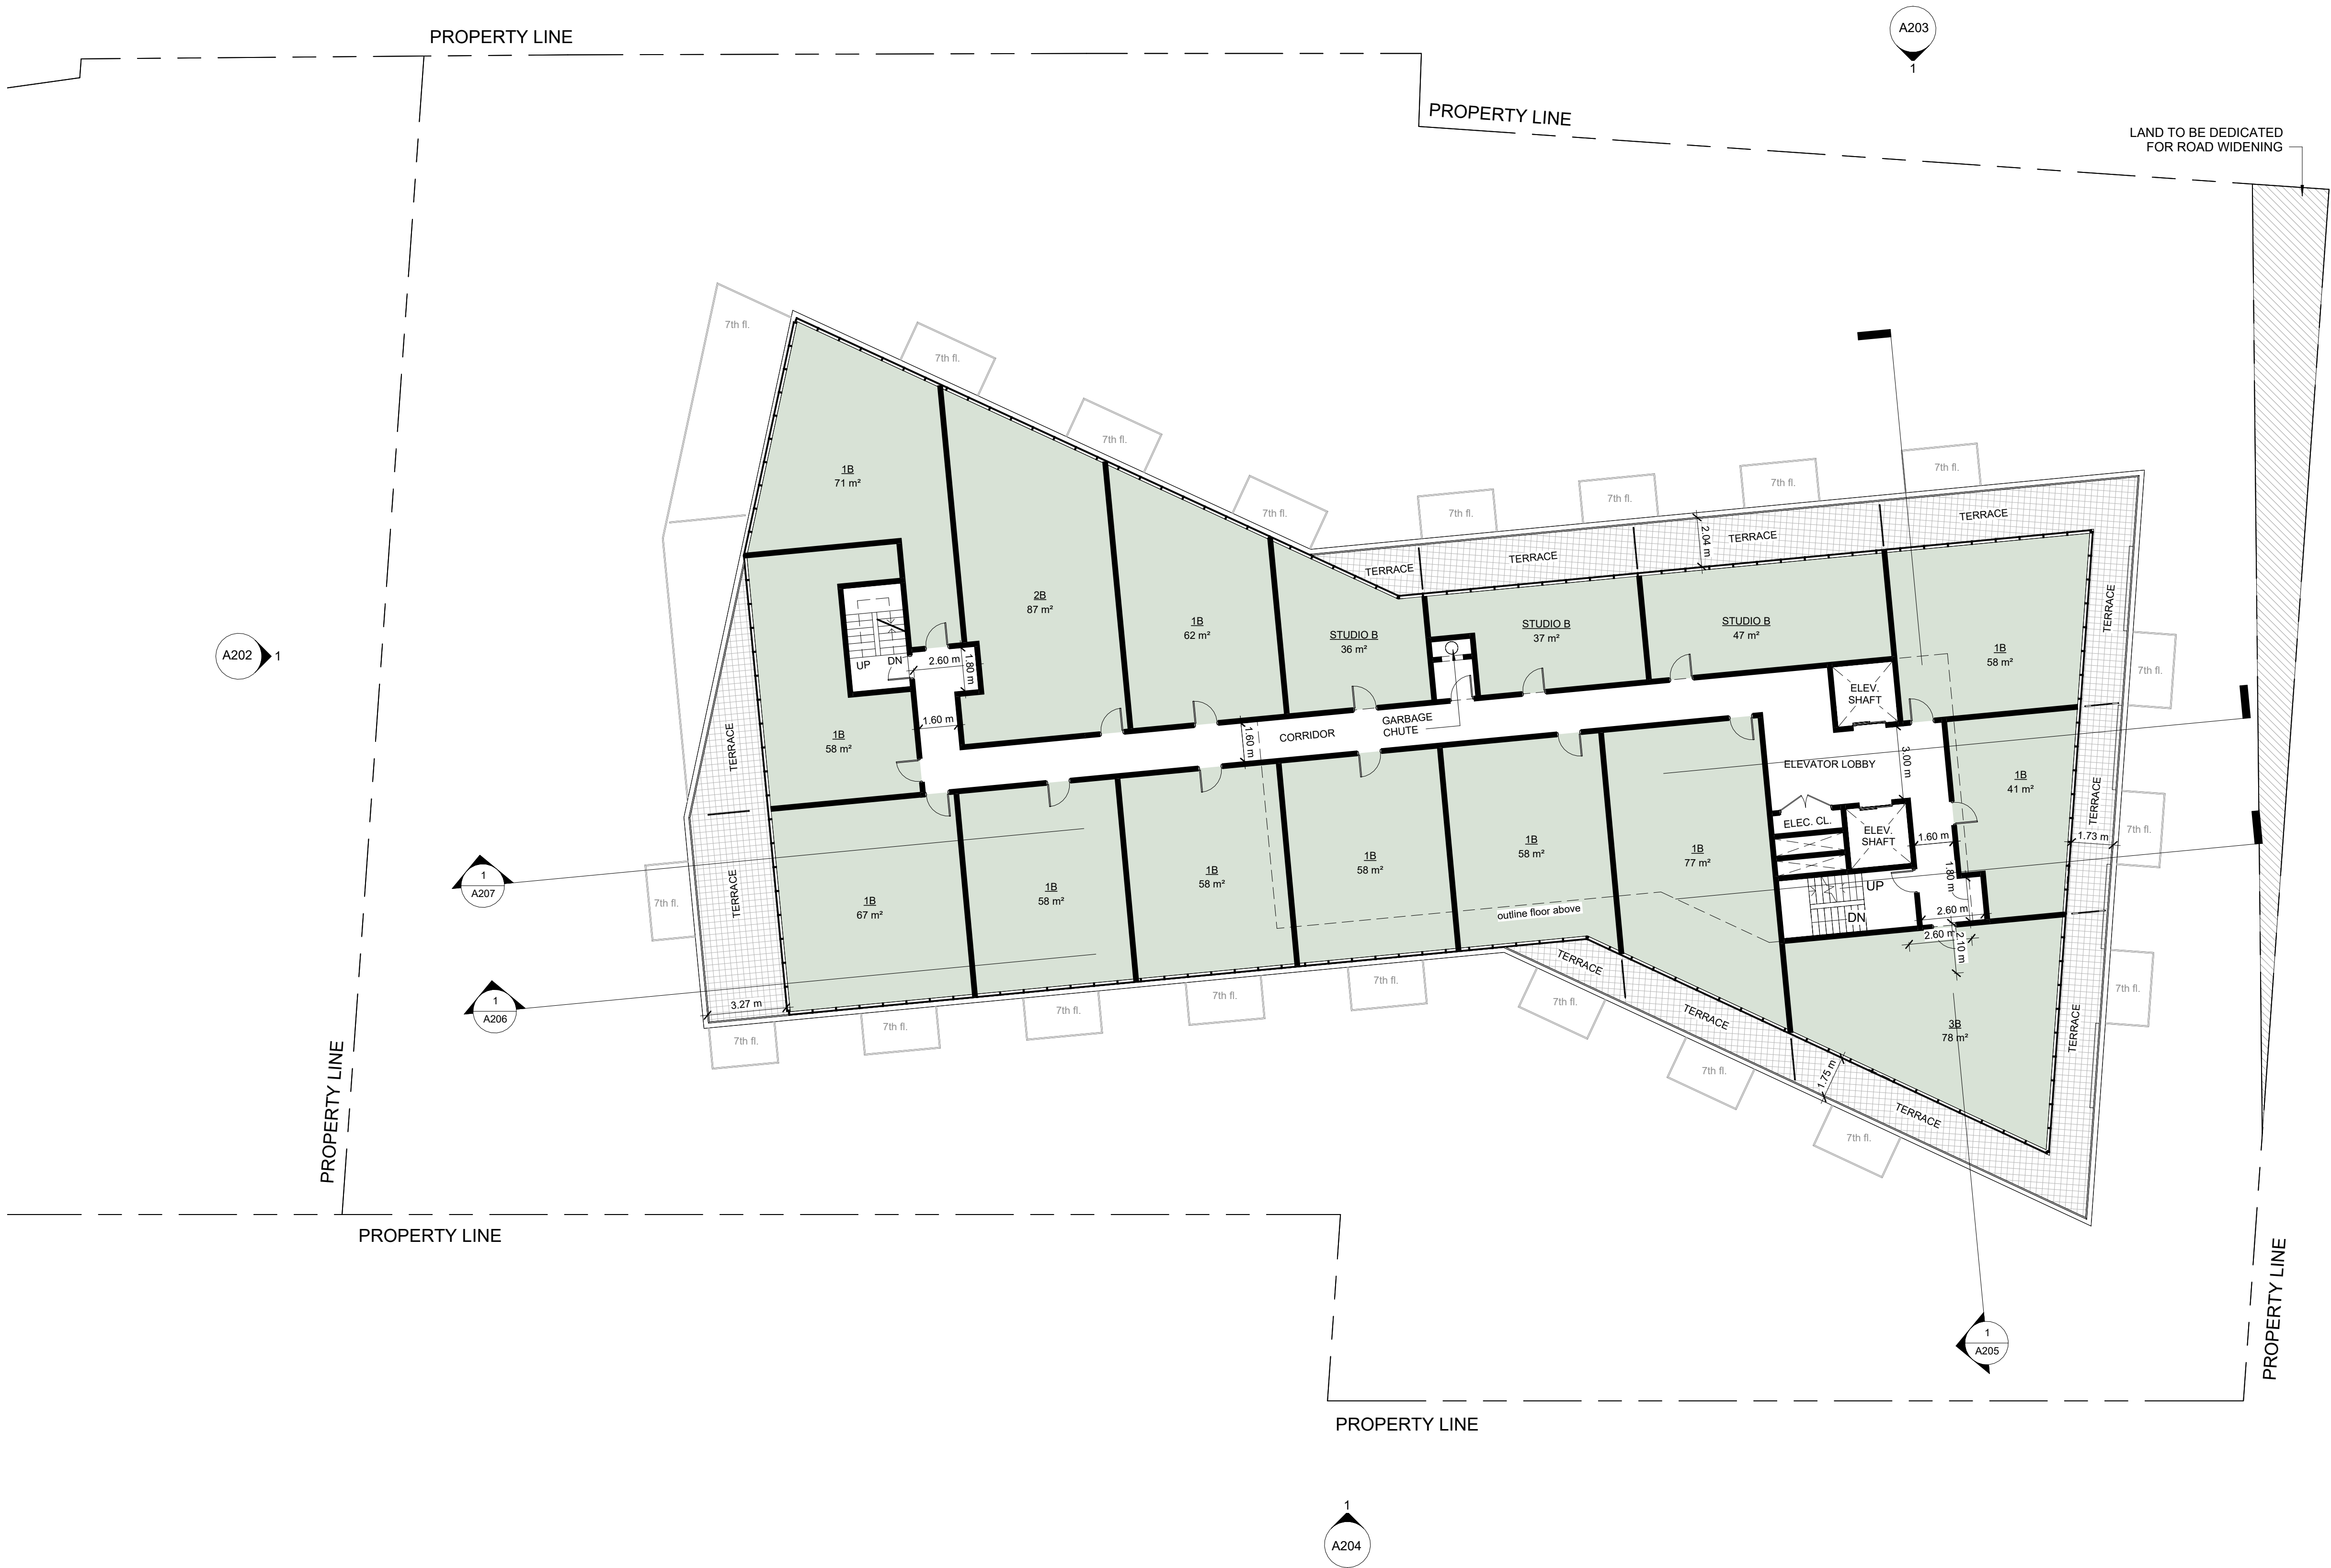 A203
1
PROPERTY LINE
PROPERTY LINE
LAND TO BE DEDICATED
FOR ROAD WIDENING
7th fl.
7th fl.
7th fl.
7th fl.
7th fl.
7th fl.
7th fl.
7th fl.
TERRACE
TERRACE
TERRACE
TERRACE
2.04 m
1B
71 m²
2B
87 m²
1B
62 m²
STUDIO B
36 m²
STUDIO B
37 m²
STUDIO B
47 m²
1B
58 m²
TERRACE
7th fl.
A202
1
UP
DN
2.60 m
1.80 m
1.60 m
1B
58 m²
TERRACE
1.60 m
CORRIDOR
GARBAGE
CHUTE
ELEV.
SHAFT
ELEVATOR LOBBY
3.00 m
1B
41 m²
TERRACE
1.73 m
7th fl.
ELEC. CL.
ELEV.
SHAFT
1.60 m
1.80 m
UP
DN
2.60 m
2.60 m
2.10 m
1
A207
1
A206
7th fl.
TERRACE
3.27 m
1B
67 m²
1B
58 m²
1B
58 m²
1B
58 m²
1B
58 m²
1B
77 m²
outline floor above
TERRACE
TERRACE
1.75 m
TERRACE
3B
78 m²
TERRACE
7th fl.
7th fl.
7th fl.
7th fl.
7th fl.
7th fl.
7th fl.
7th fl.
7th fl.
PROPERTY LINE
PROPERTY LINE
PROPERTY LINE
1
A205
PROPERTY LINE
1
A204